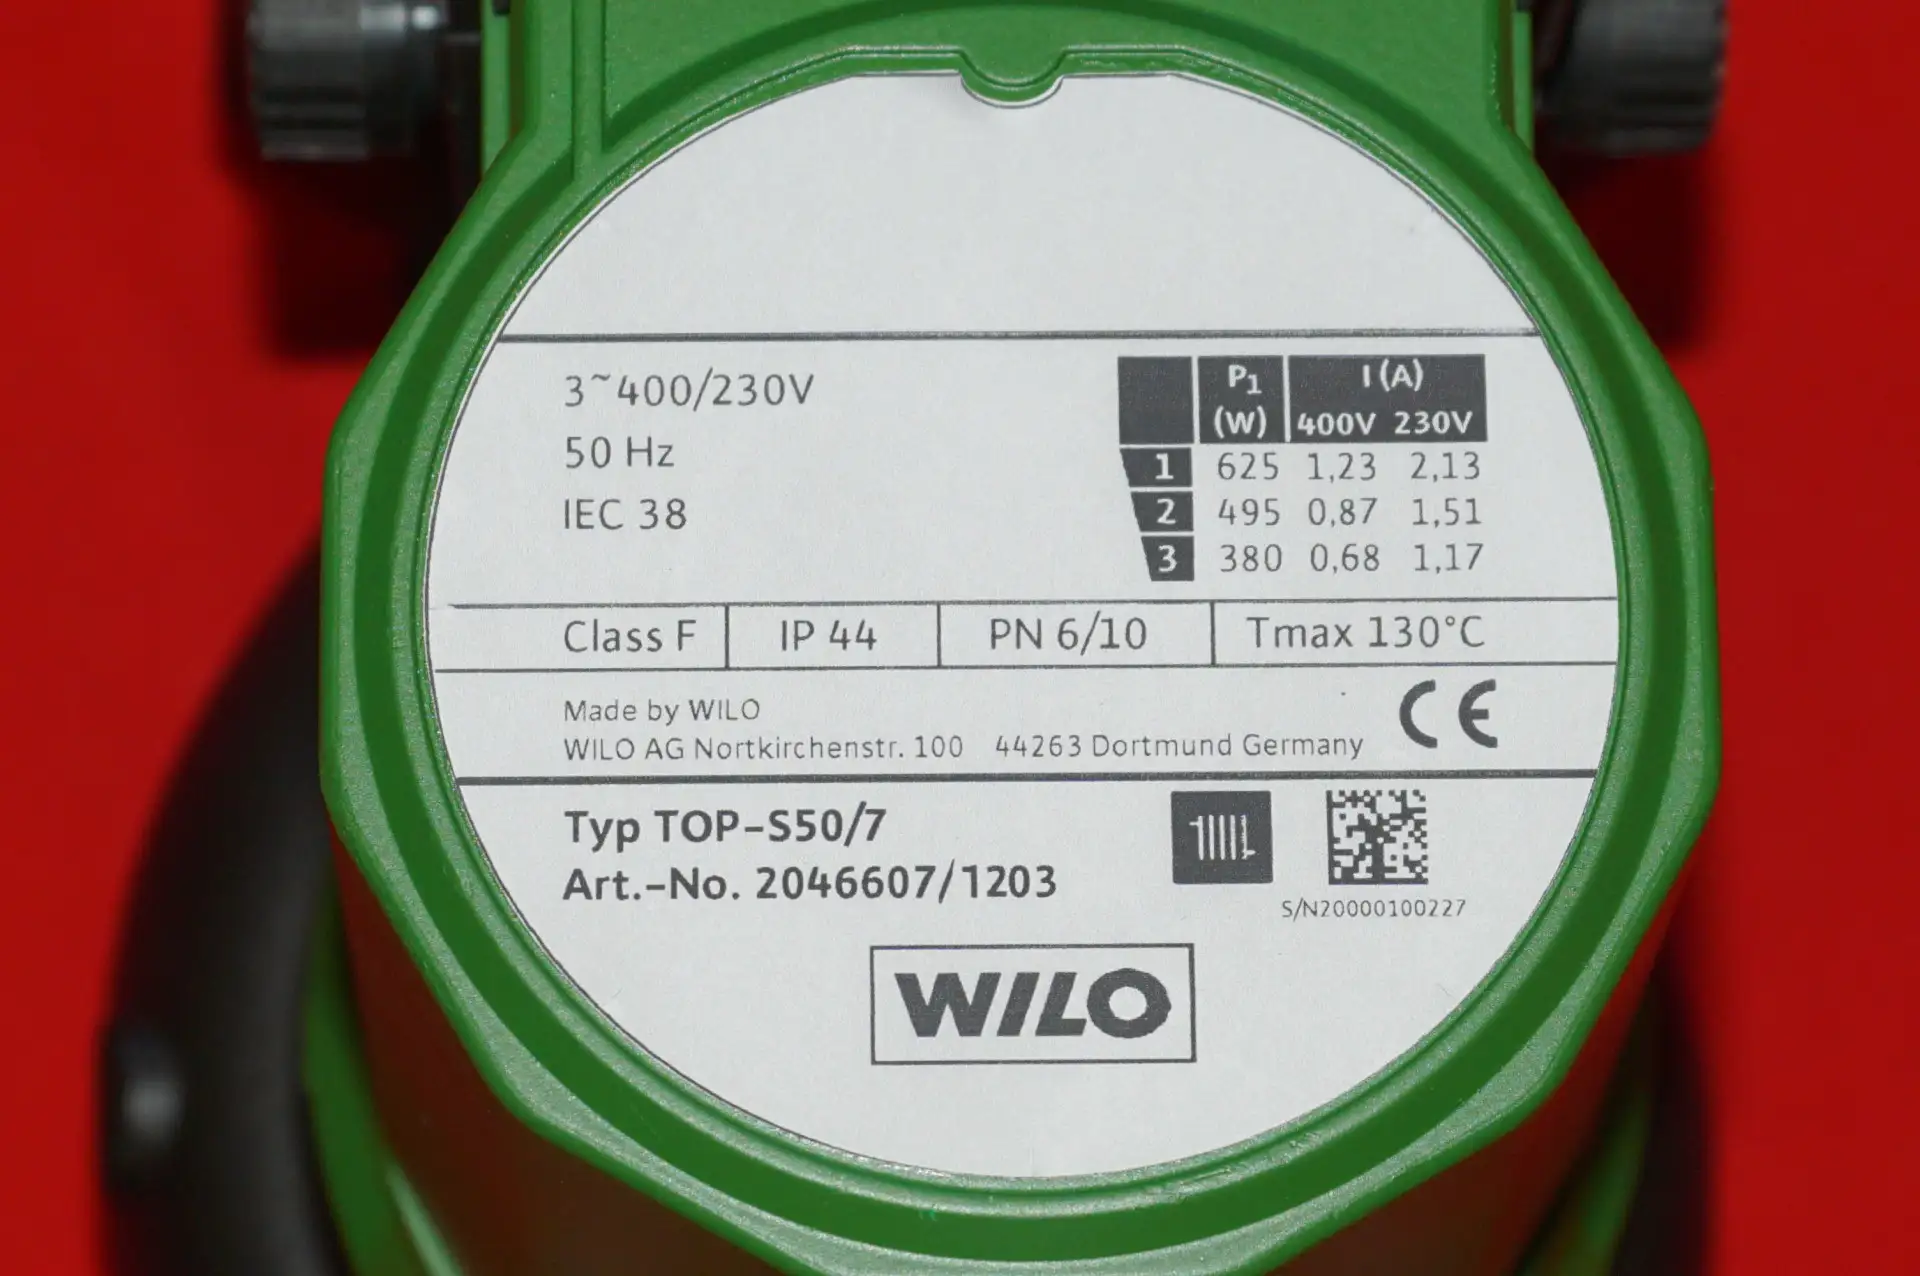 3~400/230V
50 Hz
IEC 38
P1 I (A)
(W) 400V 230V
1 625 1,23 2,13
2 495 0,87 1,51
3 380 0,68 1,17
Class F IP 44 PN 6/10 Tmax 130°C
Made by WILO
WILO AG Nortkirchenstr. 100 44263 Dortmund Germany
CE
Typ TOP-S50/7
Art.-No. 2046607/1203
S/N20000100227
WILO